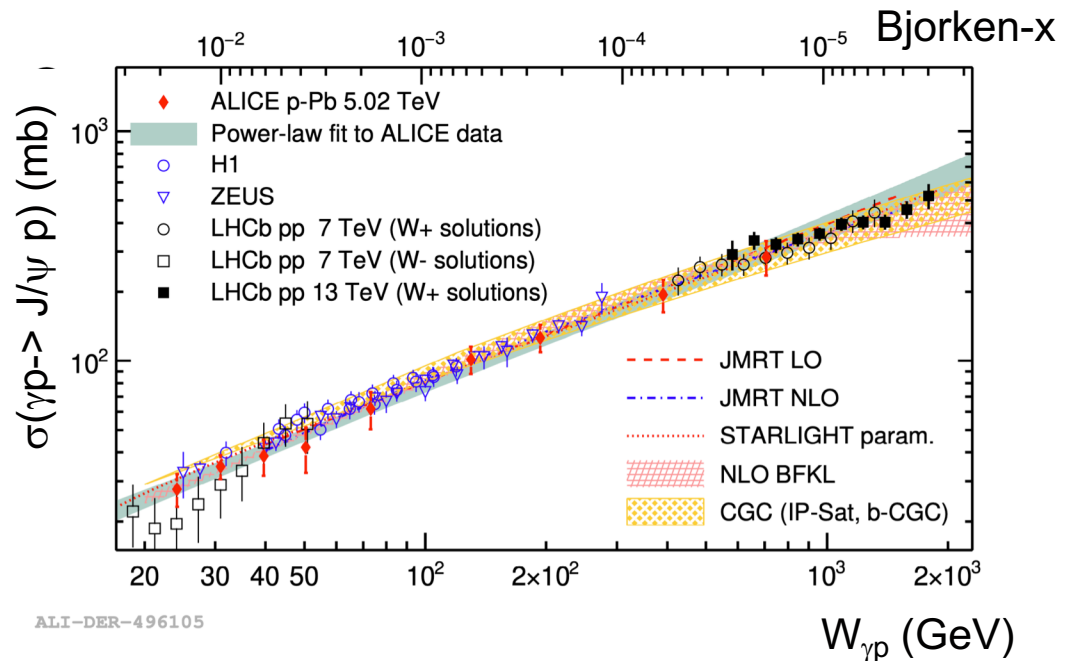 Bjorken-x
10⁻² 10⁻³ 10⁻⁴ 10⁻⁵
σ(γp-> J/ψ p) (mb)
10³
10²
ALICE p-Pb 5.02 TeV
Power-law fit to ALICE data
H1
ZEUS
LHCb pp 7 TeV (W+ solutions)
LHCb pp 7 TeV (W- solutions)
LHCb pp 13 TeV (W+ solutions)
JMRT LO
JMRT NLO
STARLIGHT param.
NLO BFKL
CGC (IP-Sat, b-CGC)
20 30 40 50 10² 2×10² 10³ 2×10³
ALI-DER-496105
Wγp (GeV)